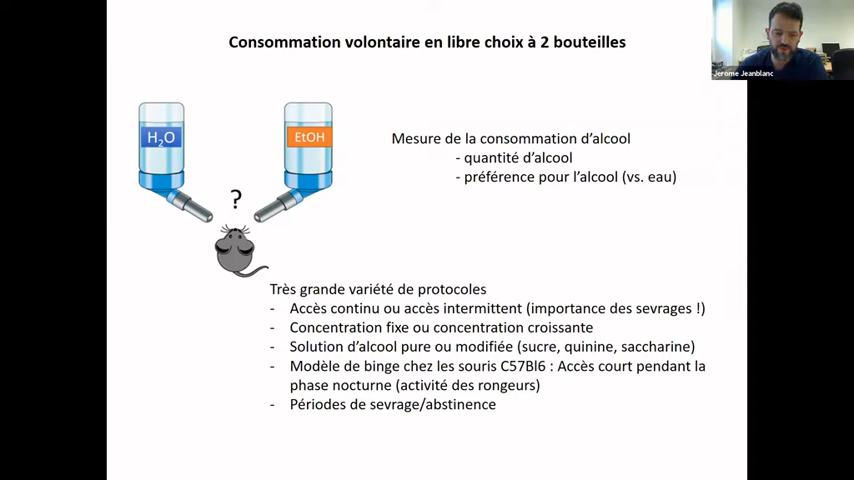 Consommation volontaire en libre choix à 2 bouteilles
Jerome Jeanblanc
H2O
EtOH
?
Mesure de la consommation d’alcool
- quantité d’alcool
- préférence pour l’alcool (vs. eau)
Très grande variété de protocoles
- Accès continu ou accès intermittent (importance des sevrages !)
- Concentration fixe ou concentration croissante
- Solution d’alcool pure ou modifiée (sucre, quinine, saccharine)
- Modèle de binge chez les souris C57Bl6 : Accès court pendant la
phase nocturne (activité des rongeurs)
- Périodes de sevrage/abstinence